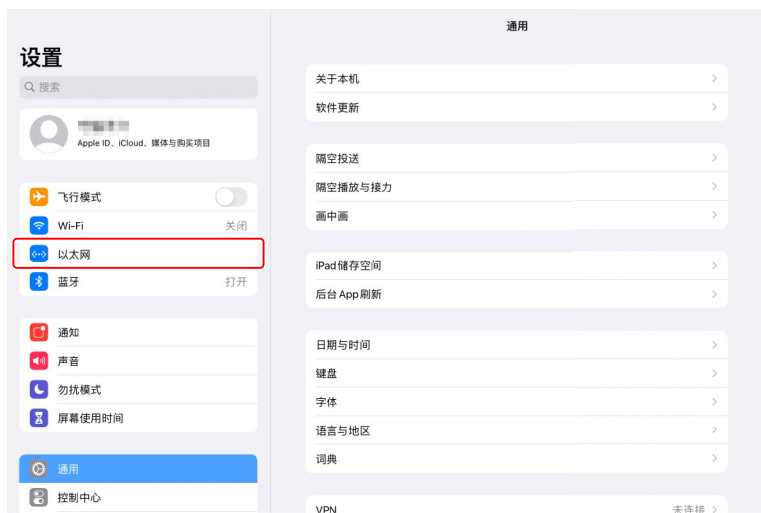 通用
设置
搜索
Apple ID、iCloud、媒体与购买项目
飞行模式
Wi-Fi 关闭
以太网
蓝牙 打开
通知
声音
勿扰模式
屏幕使用时间
通用
控制中心
关于本机
软件更新
隔空投送
隔空播放与接力
画中画
iPad储存空间
后台App刷新
日期与时间
键盘
字体
语言与地区
词典
VPN 未连接